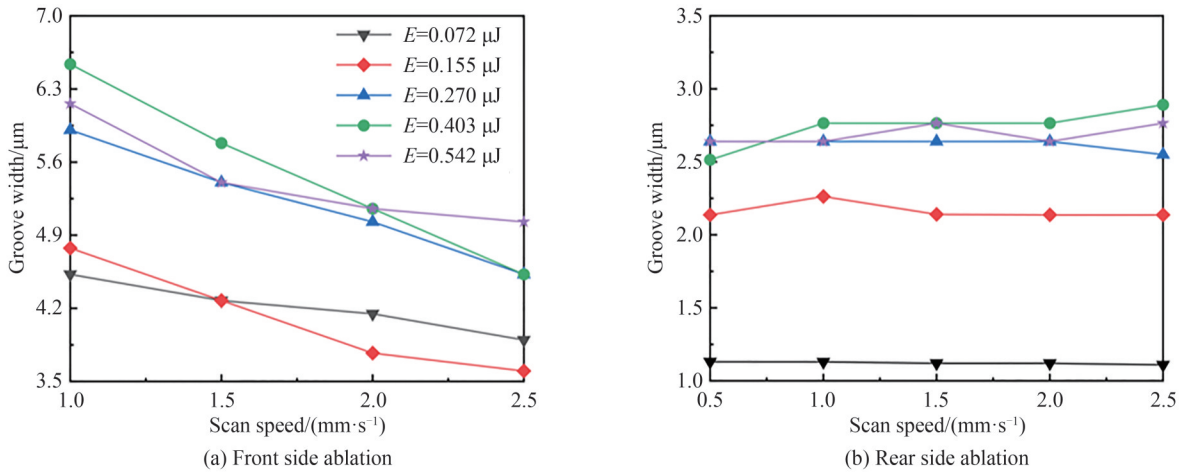 7.0
6.3
5.6
4.9
4.2
3.5
Groove width/μm
1.0
1.5
2.0
2.5
Scan speed/(mm·s⁻¹)
E=0.072 μJ
E=0.155 μJ
E=0.270 μJ
E=0.403 μJ
E=0.542 μJ
(a) Front side ablation
3.5
3.0
2.5
2.0
1.5
1.0
Groove width/μm
0.5
1.0
1.5
2.0
2.5
Scan speed/(mm·s⁻¹)
(b) Rear side ablation